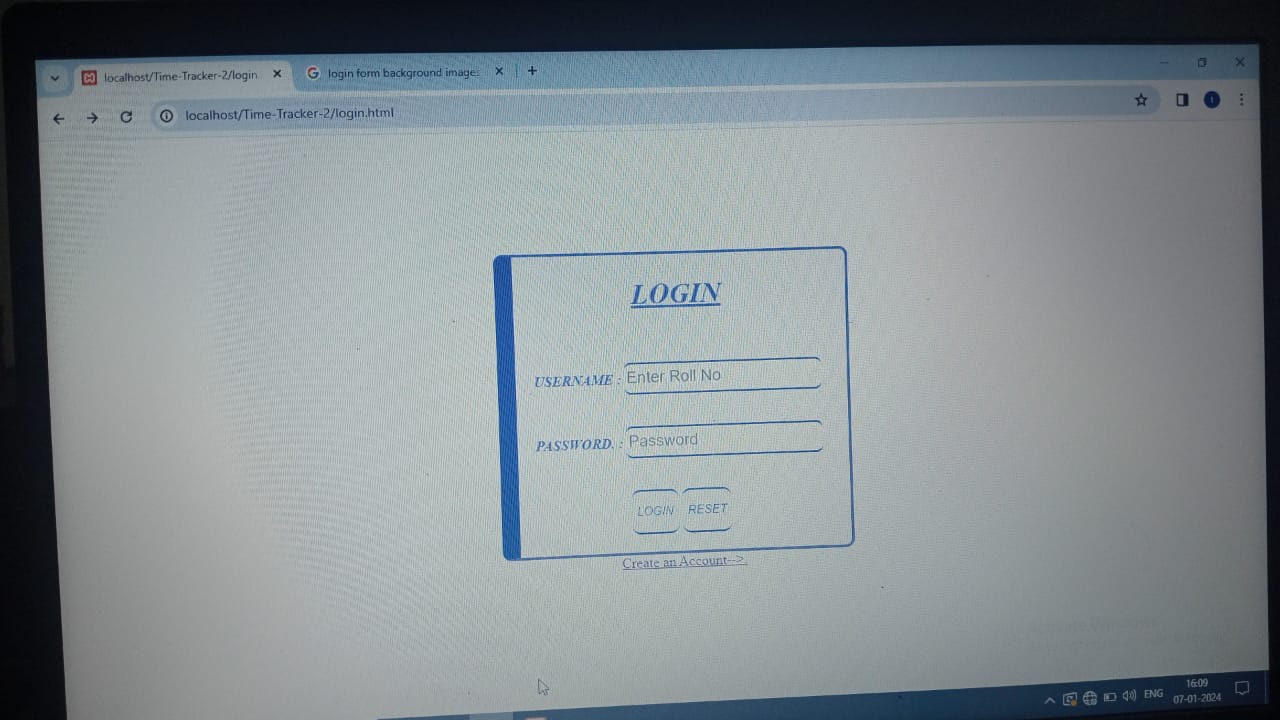 localhost/Time-Tracker-2/login
login form background image
localhost/Time-Tracker-2/login.html
LOGIN
USERNAME : Enter Roll No
PASSWORD. : Password
LOGIN RESET
Create an Account-->
ENG
16:09
07-01-2024